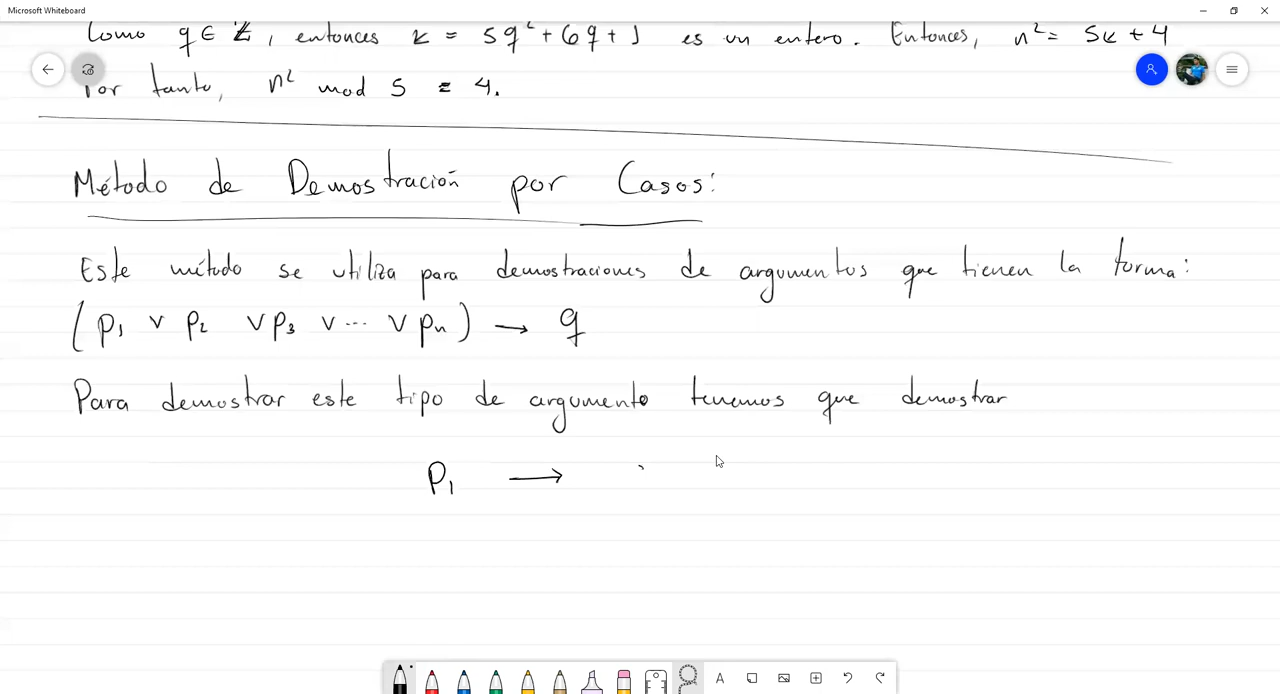 Microsoft Whiteboard
Como q ∈ ℤ, entonces k = 5q² + 6q + 1 es un entero. Entonces, n² = 5k + 4
Por tanto, n² mod 5 = 4.
Método de Demostración por Casos:
Este método se utiliza para demostraciones de argumentos que tienen la forma:
(p₁ ∨ p₂ ∨ p₃ ∨ ... ∨ pₙ) → q
Para demostrar este tipo de argumento tenemos que demostrar
P₁ →
A